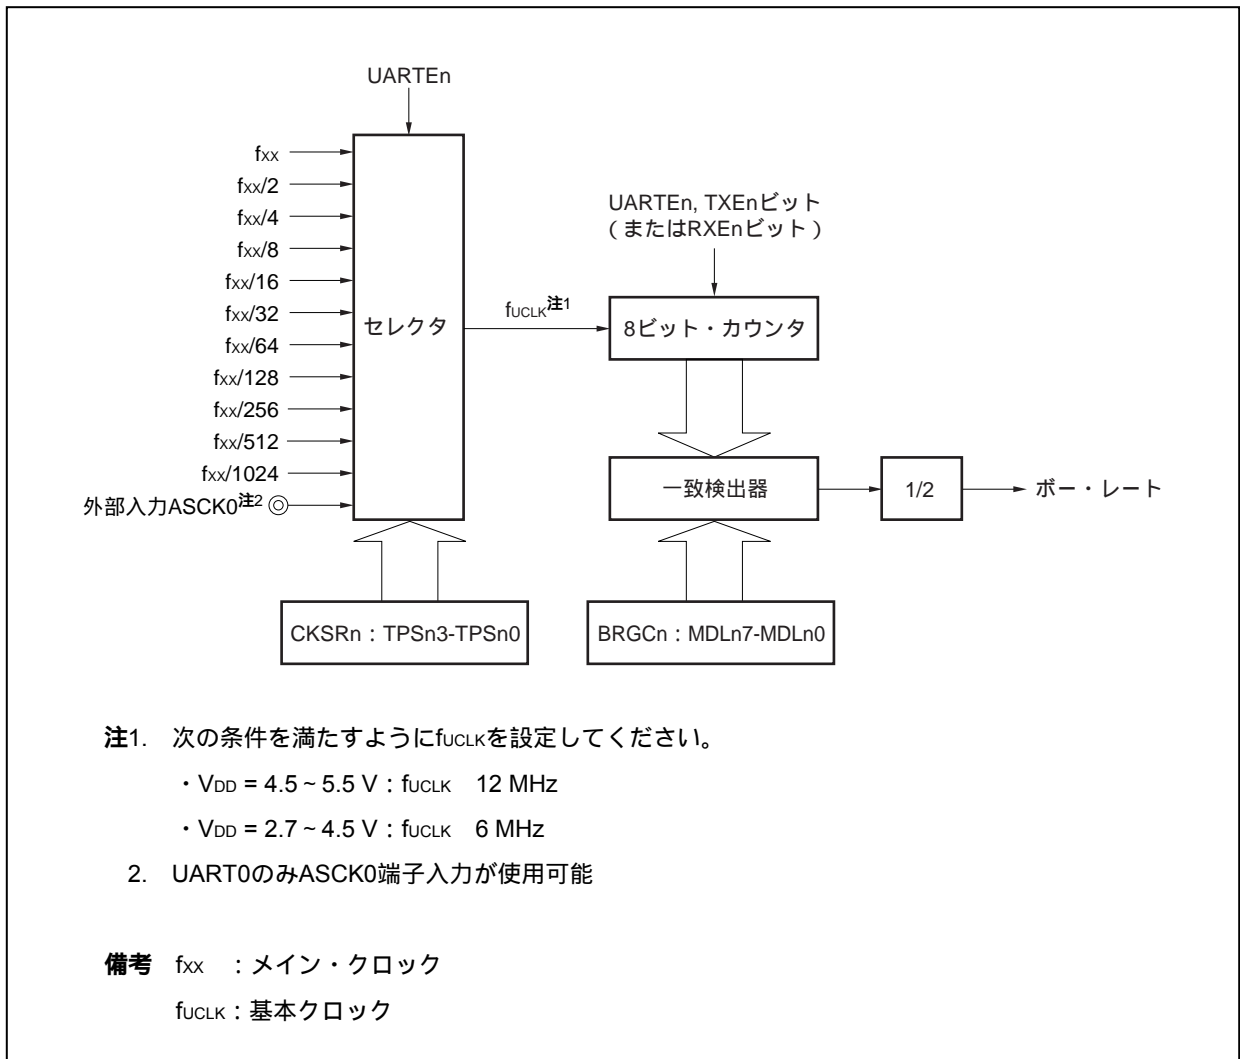 UARTEn
fXX
fXX/2
fXX/4
fXX/8
fXX/16
fXX/32
fXX/64
fXX/128
fXX/256
fXX/512
fXX/1024
外部入力ASCK0注2
セレクタ
fUCLK注1
UARTEn, TXEnビット
（またはRXEnビット）
8ビット・カウンタ
一致検出器
1/2
ボー・レート
CKSRn：TPSn3-TPSn0
BRGCn：MDLn7-MDLn0
注1. 次の条件を満たすようにfUCLKを設定してください。
・VDD = 4.5 ~ 5.5 V：fUCLK 12 MHz
・VDD = 2.7 ~ 4.5 V：fUCLK 6 MHz
2. UART0のみASCK0端子入力が使用可能
備考 fXX ：メイン・クロック
fUCLK：基本クロック